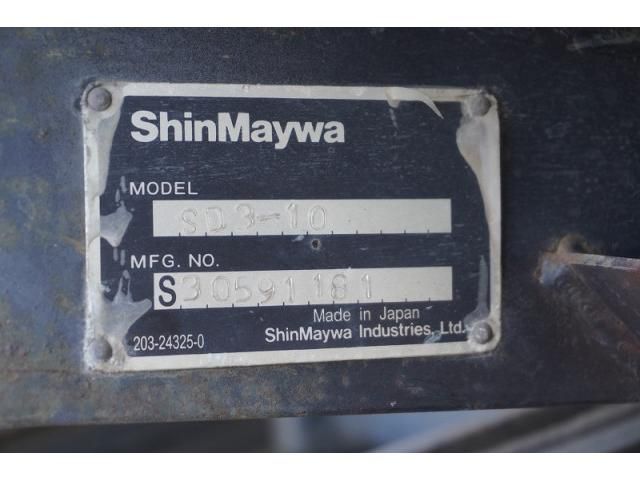 ShinMaywa
MODEL
SD3-10
MFG. NO.
S30591181
Made in Japan
203-24325-0
ShinMaywa Industries, Ltd.